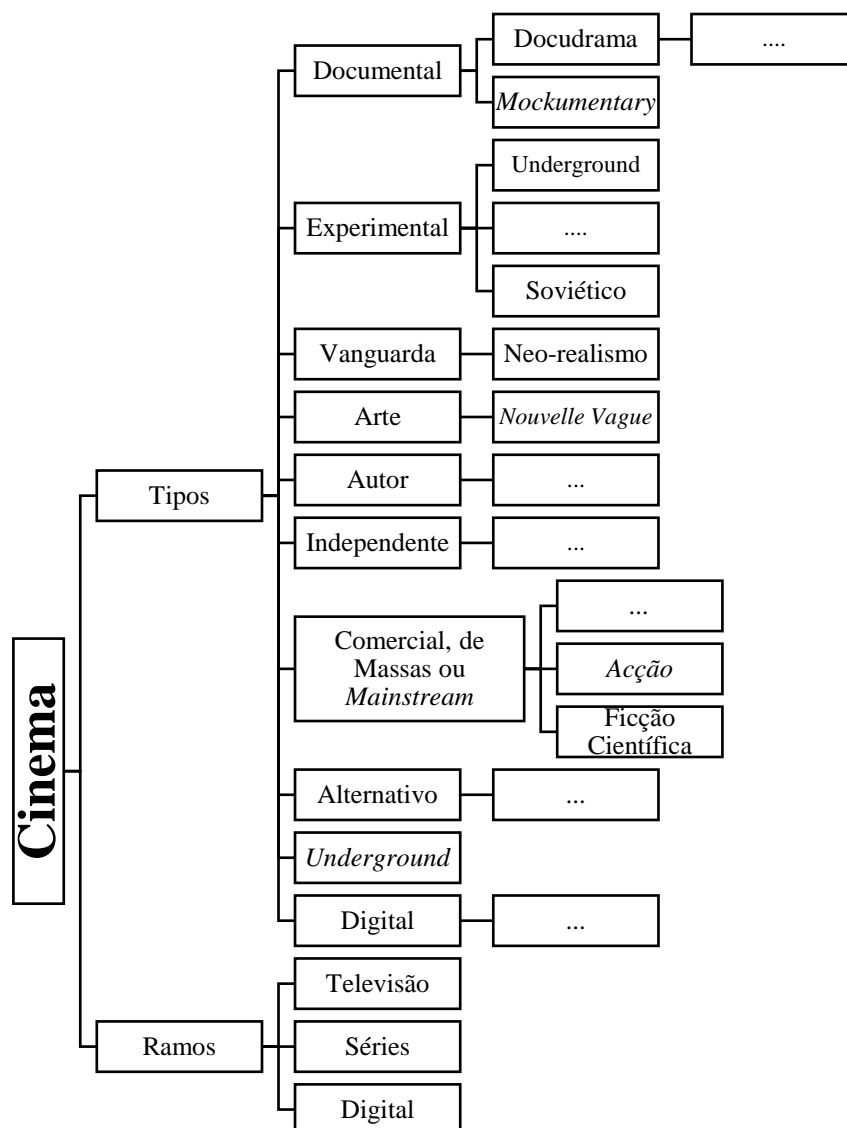 Cinema
Tipos
Documental
Docudrama
....
Mockumentary
Experimental
Underground
....
Soviético
Vanguarda
Neo-realismo
Arte
Nouvelle Vague
Autor
...
Independente
...
Comercial, de
Massas ou
Mainstream
...
Acção
Ficção
Científica
Alternativo
...
Underground
Digital
...
Ramos
Televisão
Séries
Digital